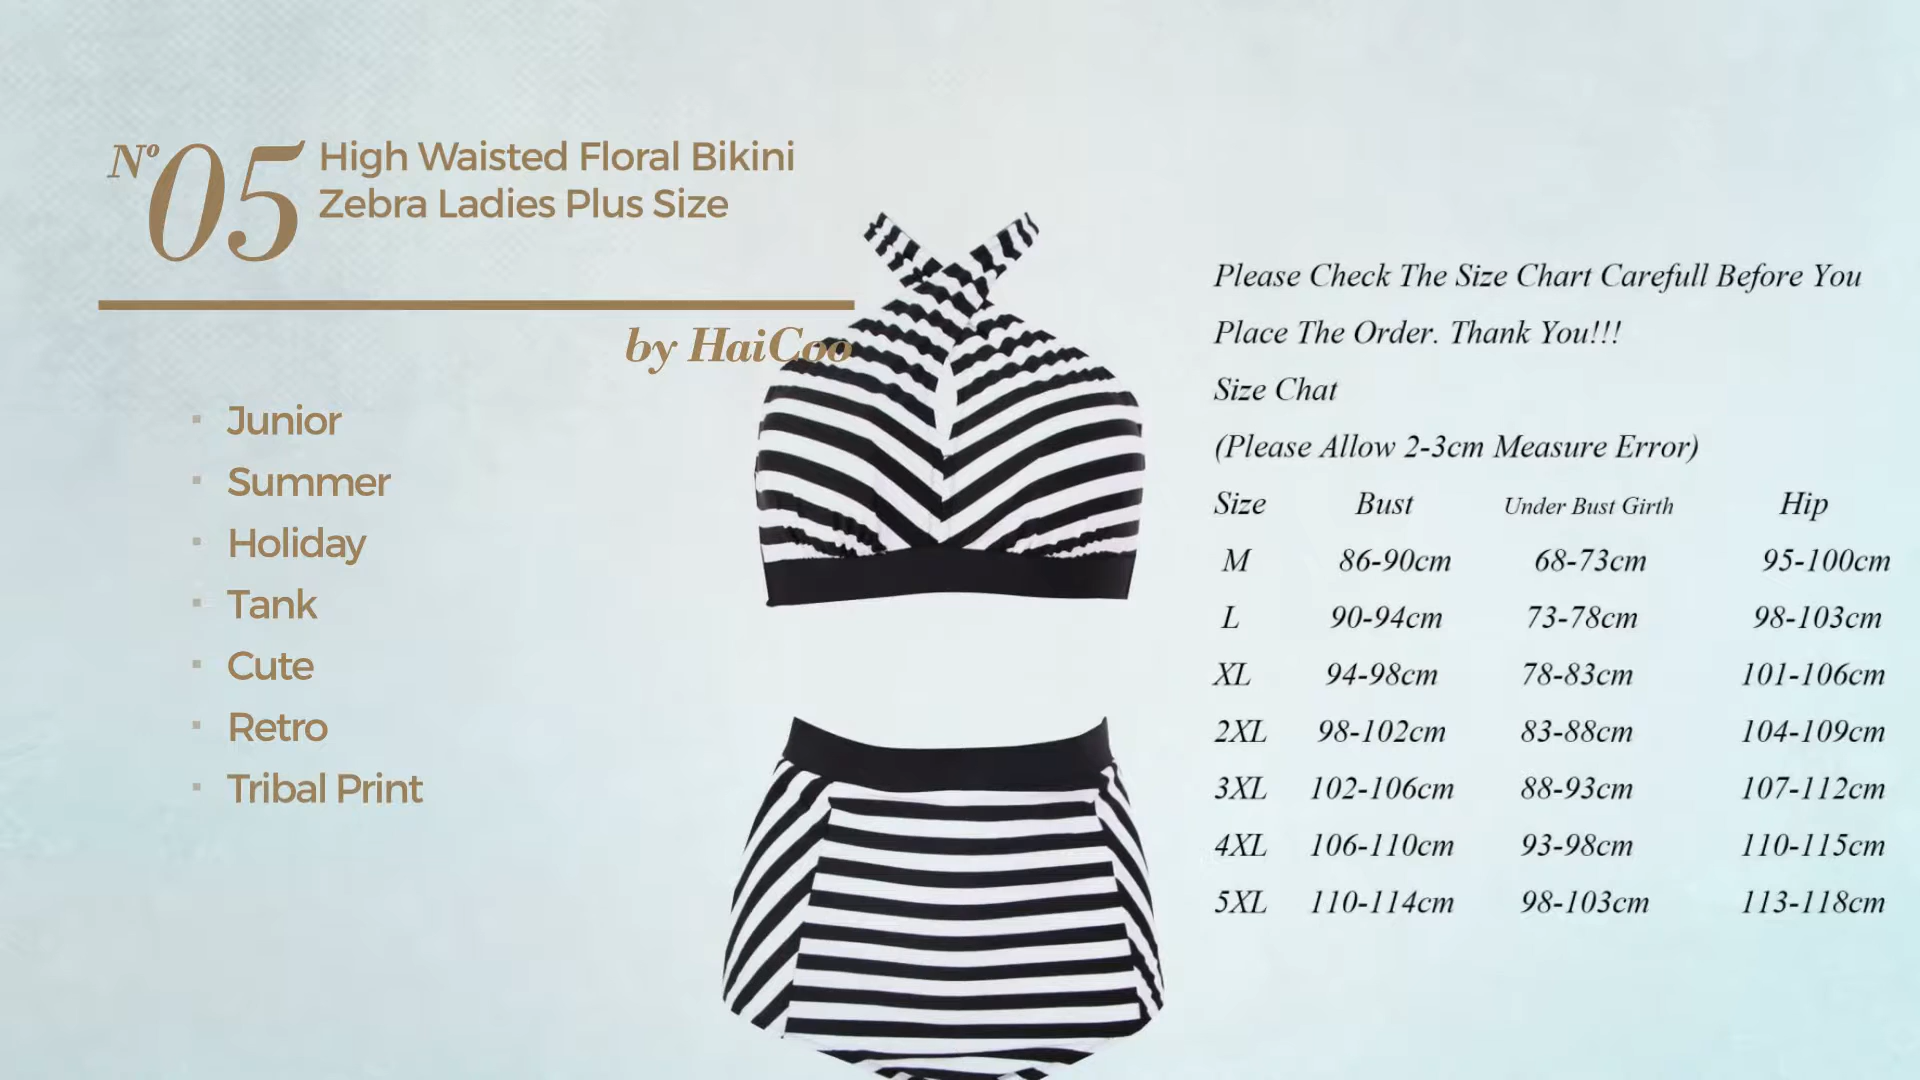 Nº
05
High Waisted Floral Bikini
Zebra Ladies Plus Size
by HaiCoo
Junior
Summer
Holiday
Tank
Cute
Retro
Tribal Print
Please Check The Size Chart Carefull Before You
Place The Order. Thank You!!!
Size Chat
(Please Allow 2-3cm Measure Error)
Size Bust Under Bust Girth Hip
M 86-90cm 68-73cm 95-100cm
L 90-94cm 73-78cm 98-103cm
XL 94-98cm 78-83cm 101-106cm
2XL 98-102cm 83-88cm 104-109cm
3XL 102-106cm 88-93cm 107-112cm
4XL 106-110cm 93-98cm 110-115cm
5XL 110-114cm 98-103cm 113-118cm